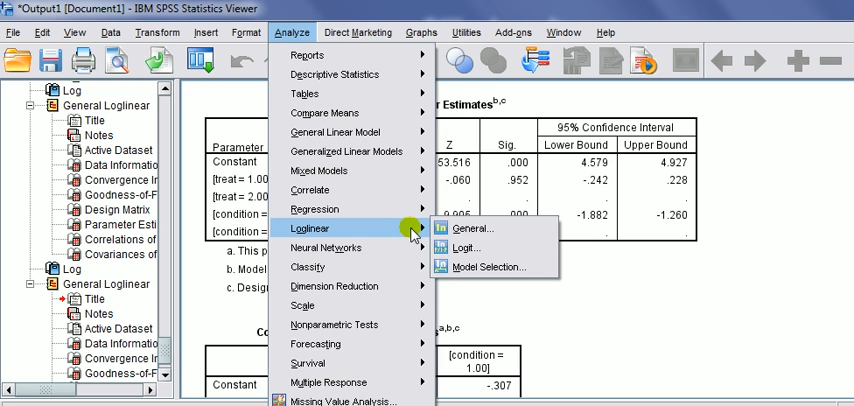 *Output1 [Document1] - IBM SPSS Statistics Viewer
File Edit View Data Transform Insert Format Analyze Direct Marketing Graphs Utilities Add-ons Window Help
Log
General Loglinear
Title
Notes
Active Dataset
Data Informatio
Convergence In
Goodness-of-F
Design Matrix
Parameter Esti
Correlations of
Covariances of
Log
General Loglinear
Title
Notes
Active Dataset
Data Informatio
Convergence In
Goodness-of-F
Reports
Descriptive Statistics
Tables
Compare Means
General Linear Model
Generalized Linear Models
Mixed Models
Correlate
Regression
Loglinear
Neural Networks
Classify
Dimension Reduction
Scale
Nonparametric Tests
Forecasting
Survival
Multiple Response
Missing Value Analysis...
General...
Logit...
Model Selection...
r Estimates b,c
95% Confidence Interval
Parameter Z Sig. Lower Bound Upper Bound
Constant 53.516 .000 4.579 4.927
[treat = 1.00 -.060 .952 -.242 .228
[treat = 2.00 . . . .
[condition = 9.906 .000 -1.882 -1.260
[condition = . .
a. This p
b. Model
c. Desig
Co s a,b,c
[condition =
1.00]
Constant -.307